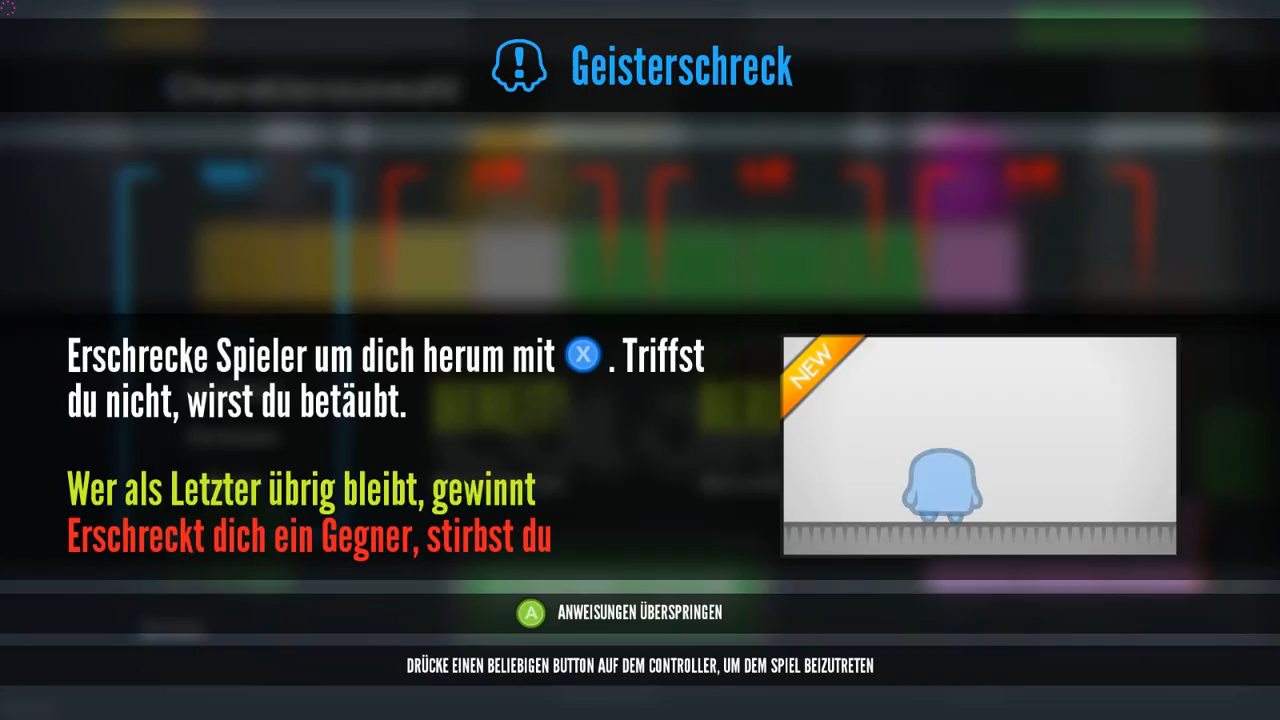 Geisterschreck
Erschrecke Spieler um dich herum mit X . Triffst
du nicht, wirst du betäubt.
NEW
Wer als Letzter übrig bleibt, gewinnt
Erschreckt dich ein Gegner, stirbst du
A ANWEISUNGEN ÜBERSPRINGEN
DRÜCKE EINEN BELIEBIGEN BUTTON AUF DEM CONTROLLER, UM DEM SPIEL BEIZUTRETEN